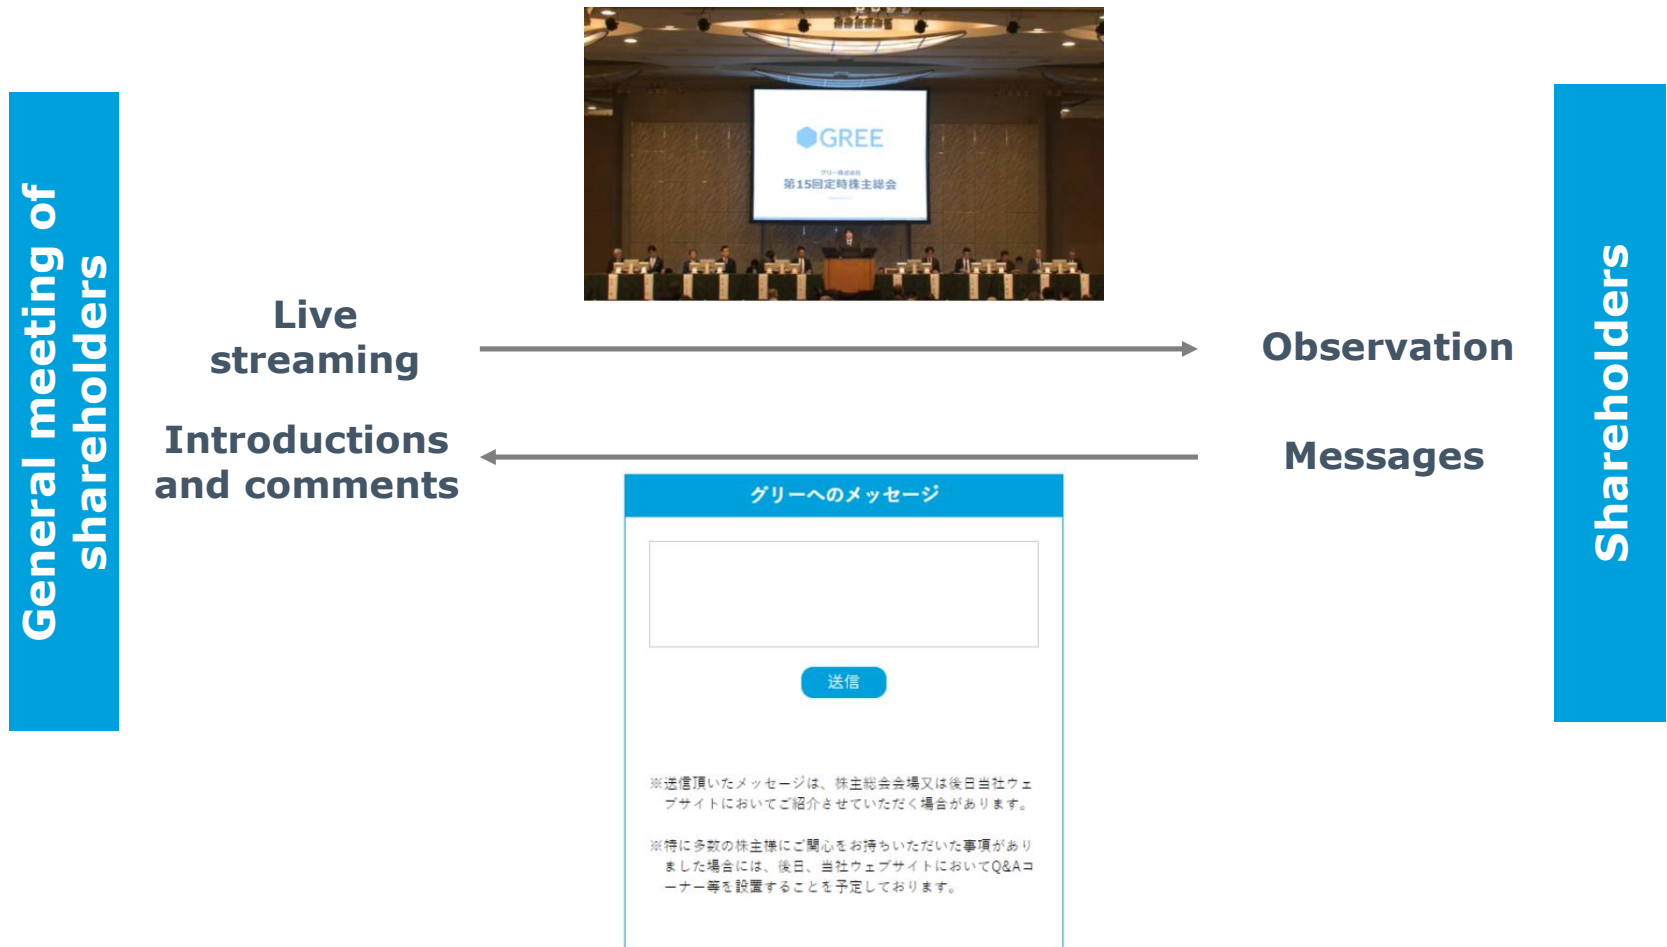 General meeting of
shareholders
GREE
グリー株式会社
第15回定時株主総会
Live
streaming
Observation
Introductions
and comments
Messages
Shareholders
グリーへのメッセージ
送信
※送信頂いたメッセージは、株主総会会場又は後日当社ウェ
ブサイトにおいてご紹介させていただく場合があります。
※特に多数の株主様にご関心をお持ちいただいた事項があり
ました場合には、後日、当社ウェブサイトにおいてQ&Aコ
ーナー等を設置することを予定しております。